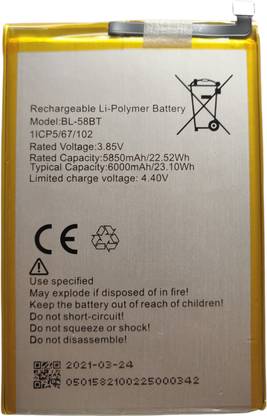 Rechargeable Li-Polymer Battery
Model:BL-58BT
1ICP5/67/102
Rated Voltage:3.85V
Rated Capacity:5850mAh/22.52Wh
Typical Capacity:6000mAh/23.10Wh
Limited charge voltage: 4.40V
CE
Use specified
May explode if disposed of in fire!
Keep battery out of reach of children!
Do not short-circuit!
Do not squeeze or shock!
Do not disassemble!
2021-03-24
0501582100225000342